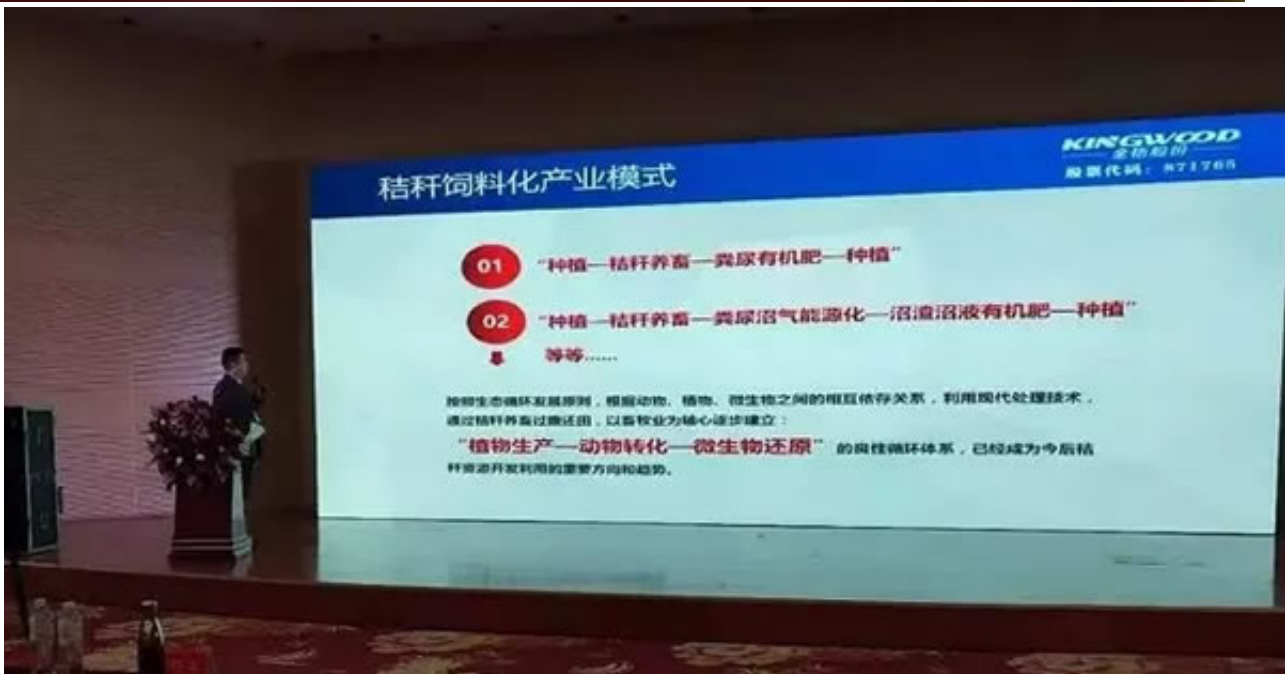 秸秆饲料化产业模式
KINGWOOD
金梧股份
股票代码：871765
01 “种植—秸秆养畜—粪尿有机肥—种植”
02 “种植—秸秆养畜—粪尿沼气能源化—沼渣沼液有机肥—种植”
等等......
按照生态循环发展原则，根据动物、植物、微生物之间的相互依存关系，利用现代处理技术，
通过秸秆养畜过腹还田，以畜牧业为轴心逐步建立：
“植物生产—动物转化—微生物还原”的良性循环体系，已经成为今后秸
秆资源开发利用的重要方向和趋势。